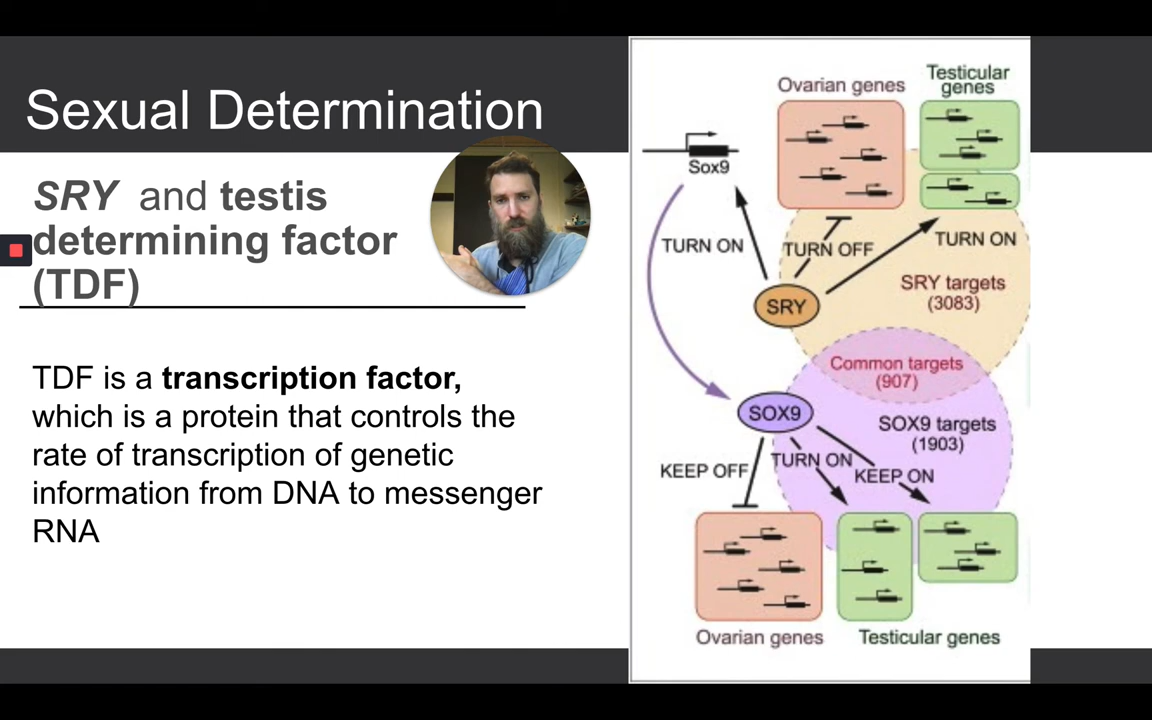 Sexual Determination
SRY and testis
determining factor
(TDF)
TDF is a transcription factor,
which is a protein that controls the
rate of transcription of genetic
information from DNA to messenger
RNA
Ovarian genes
Testicular
genes
Sox9
TURN ON
TURN OFF
TURN ON
SRY
SRY targets
(3083)
Common targets
(907)
SOX9
SOX9 targets
(1903)
KEEP OFF
TURN ON
KEEP ON
Ovarian genes
Testicular genes